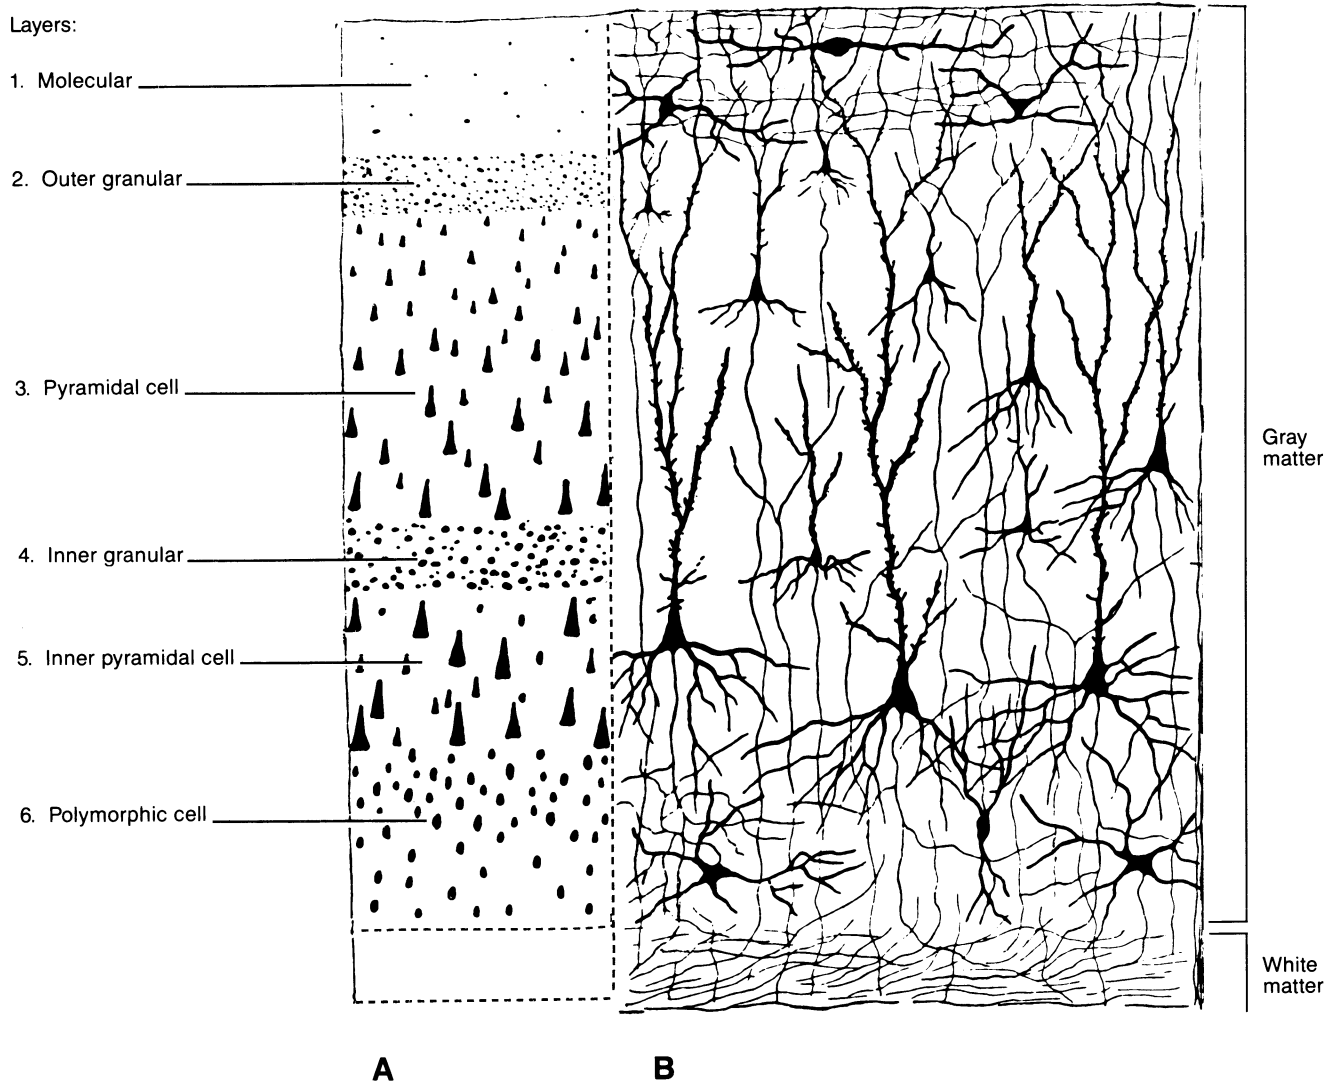 Layers:
1. Molecular
2. Outer granular
3. Pyramidal cell
4. Inner granular
5. Inner pyramidal cell
6. Polymorphic cell
Gray
matter
White
matter
A
B